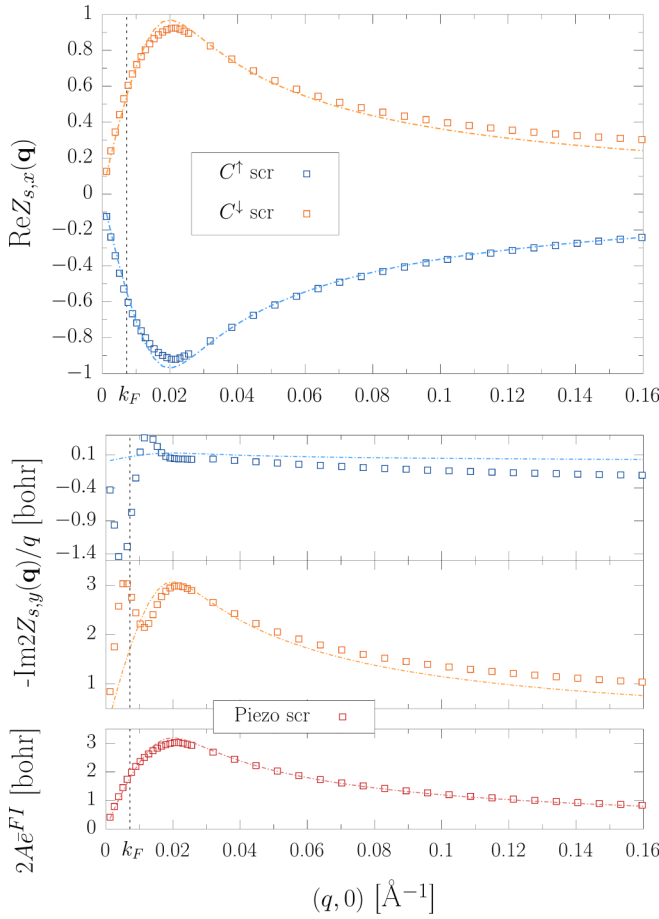 1
0.8
0.6
0.4
0.2
0
−0.2
−0.4
−0.6
−0.8
−1
ReZ_{s,x}(𝐪)
C^↑ scr
C^↓ scr
0 k_F 0.02 0.04 0.06 0.08 0.1 0.12 0.14 0.16
0.1
−0.4
−0.9
−1.4
3
1
-Im2Z_{s,y}(𝐪)/q [bohr]
Piezo scr
3
2
1
0
2Aē^{FI} [bohr]
0 k_F 0.02 0.04 0.06 0.08 0.1 0.12 0.14 0.16
(q, 0) [Å⁻¹]